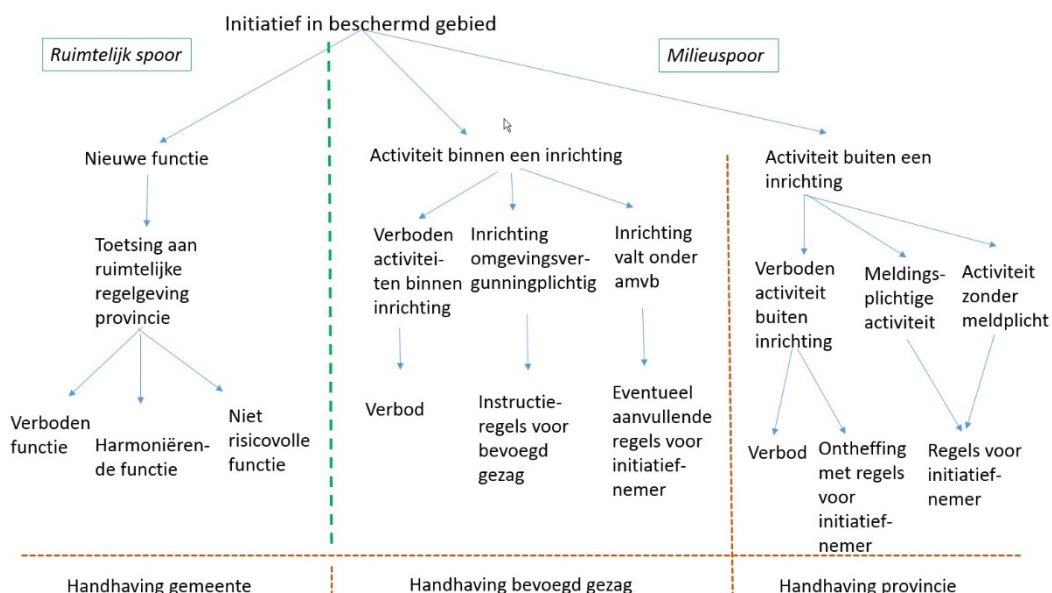 Initiatief in beschermd gebied
Ruimtelijk spoor
Milieuspoor
Nieuwe functie
Activiteit binnen een inrichting
Activiteit buiten een
inrichting
Toetsing aan
ruimtelijke
regelgeving
provincie
Verboden
activitei-
ten binnen
inrichting
Inrichting
omgevingsver-
gunningplichtig
Inrichting
valt onder
amvb
Verboden
activiteit
buiten
inrichting
Meldings-
plichtige
activiteit
Activiteit
zonder
meldplicht
Verboden
functie
Harmoniëren-
de functie
Niet
risicovolle
functie
Verbod
Instructie-
regels voor
bevoegd
gezag
Eventueel
aanvullende
regels voor
initiatief-
nemer
Verbod
Ontheffing
met regels
voor
initiatief-
nemer
Regels voor
initiatief-
nemer
Handhaving gemeente
Handhaving bevoegd gezag
Handhaving provincie